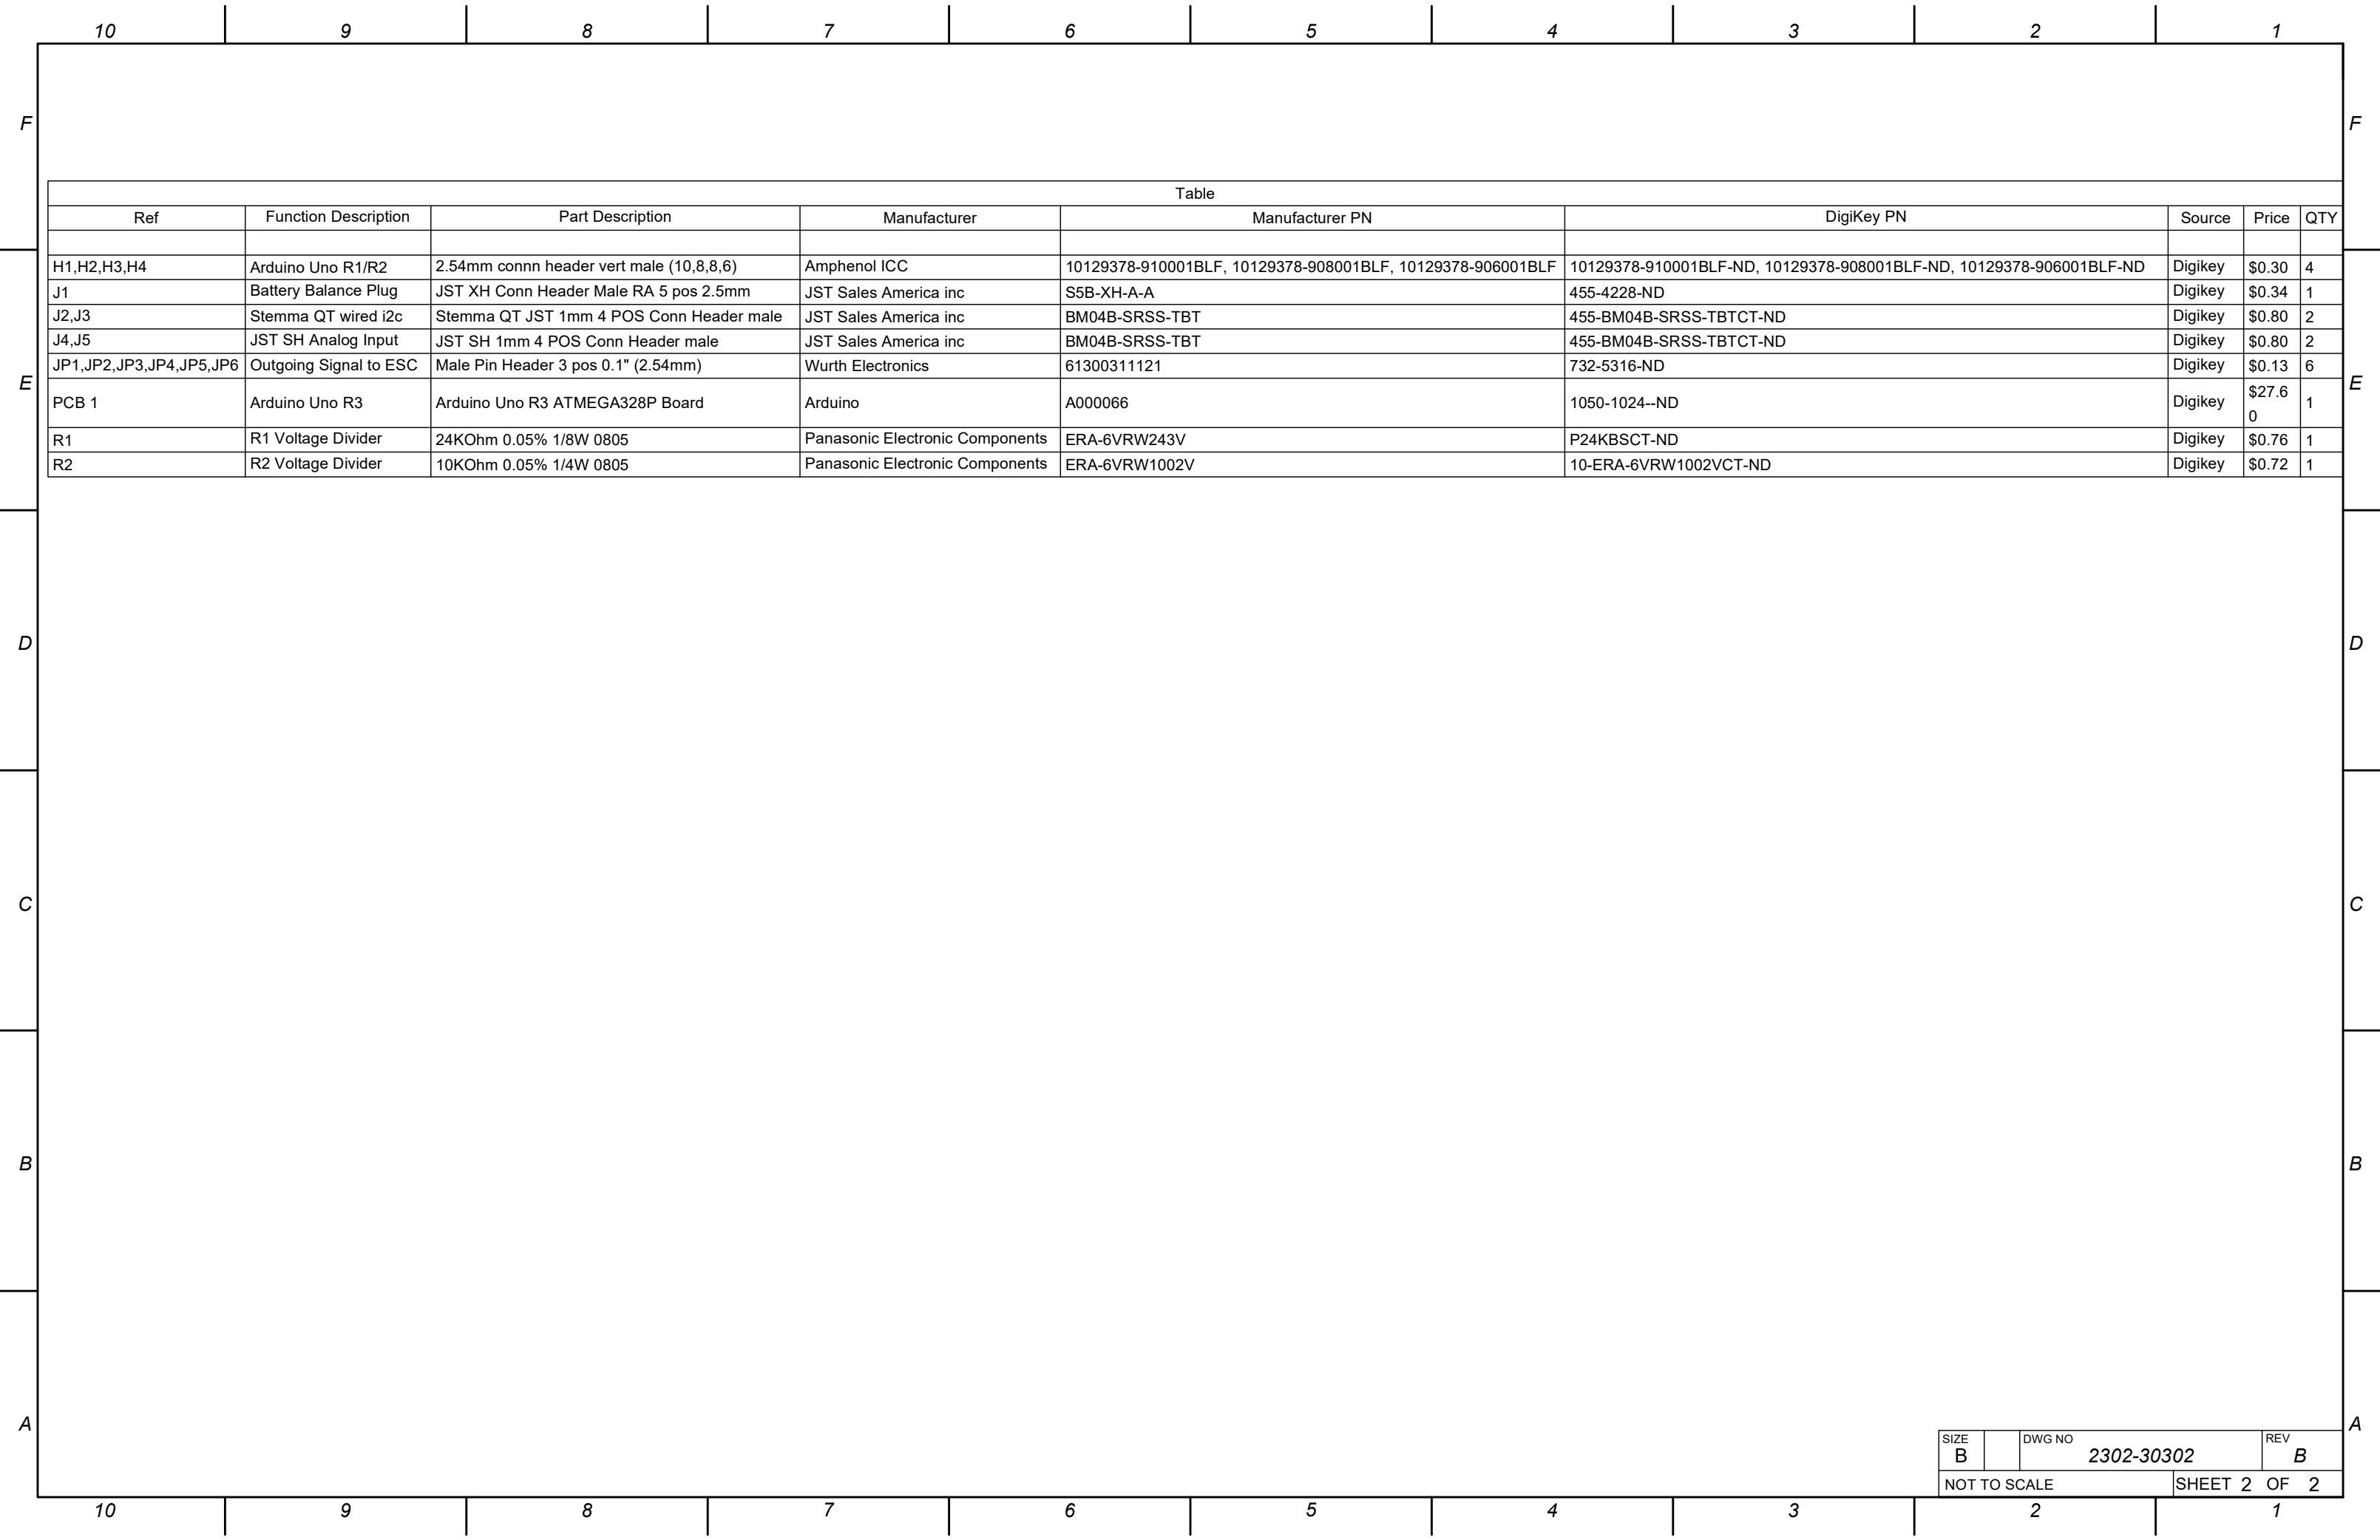 10 9 8 7 6 5 4 3 2 1
F F
Table
Ref Function Description Part Description Manufacturer Manufacturer PN DigiKey PN Source Price QTY
H1,H2,H3,H4 Arduino Uno R1/R2 2.54mm connn header vert male (10,8,8,6) Amphenol ICC 10129378-910001BLF, 10129378-908001BLF, 10129378-906001BLF 10129378-910001BLF-ND, 10129378-908001BLF-ND, 10129378-906001BLF-ND Digikey $0.30 4
J1 Battery Balance Plug JST XH Conn Header Male RA 5 pos 2.5mm JST Sales America inc S5B-XH-A-A 455-4228-ND Digikey $0.34 1
J2,J3 Stemma QT wired i2c Stemma QT JST 1mm 4 POS Conn Header male JST Sales America inc BM04B-SRSS-TBT 455-BM04B-SRSS-TBTCT-ND Digikey $0.80 2
J4,J5 JST SH Analog Input JST SH 1mm 4 POS Conn Header male JST Sales America inc BM04B-SRSS-TBT 455-BM04B-SRSS-TBTCT-ND Digikey $0.80 2
JP1,JP2,JP3,JP4,JP5,JP6 Outgoing Signal to ESC Male Pin Header 3 pos 0.1" (2.54mm) Wurth Electronics 61300311121 732-5316-ND Digikey $0.13 6
E E
PCB 1 Arduino Uno R3 Arduino Uno R3 ATMEGA328P Board Arduino A000066 1050-1024--ND Digikey $27.6
0 1
R1 R1 Voltage Divider 24KOhm 0.05% 1/8W 0805 Panasonic Electronic Components ERA-6VRW243V P24KBSCT-ND Digikey $0.76 1
R2 R2 Voltage Divider 10KOhm 0.05% 1/4W 0805 Panasonic Electronic Components ERA-6VRW1002V 10-ERA-6VRW1002VCT-ND Digikey $0.72 1
D D
C C
B B
A A
SIZE DWG NO REV
B 2302-30302 B
NOT TO SCALE SHEET 2 OF 2
10 9 8 7 6 5 4 3 2 1